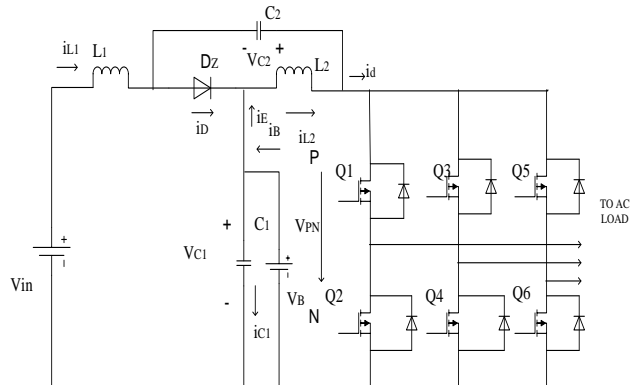 C2
iL1
L1
DZ
- VC2 +
L2
id
iD
iE
iB
iL2
P
Q1
Q3
Q5
TO AC
LOAD
+
VC1
-
C1
+
-
VPN
+
-
Vin
VB
N
Q2
Q4
Q6
iC1